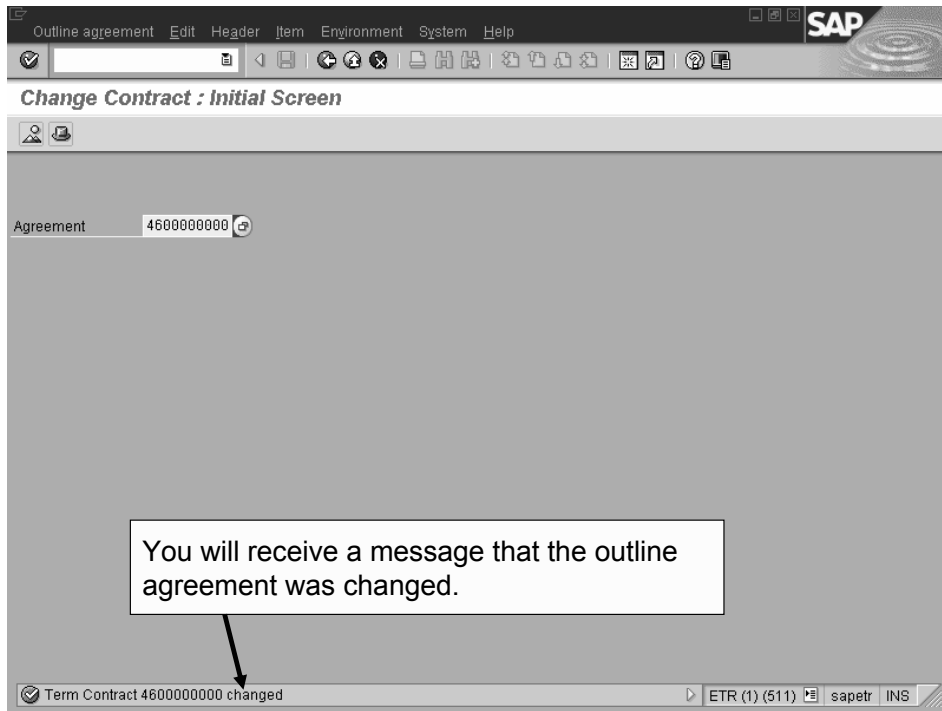 Outline agreement Edit Header Item Environment System Help
SAP
Change Contract : Initial Screen
Agreement 4600000000
You will receive a message that the outline
agreement was changed.
Term Contract 4600000000 changed
ETR (1) (511) sapetr INS